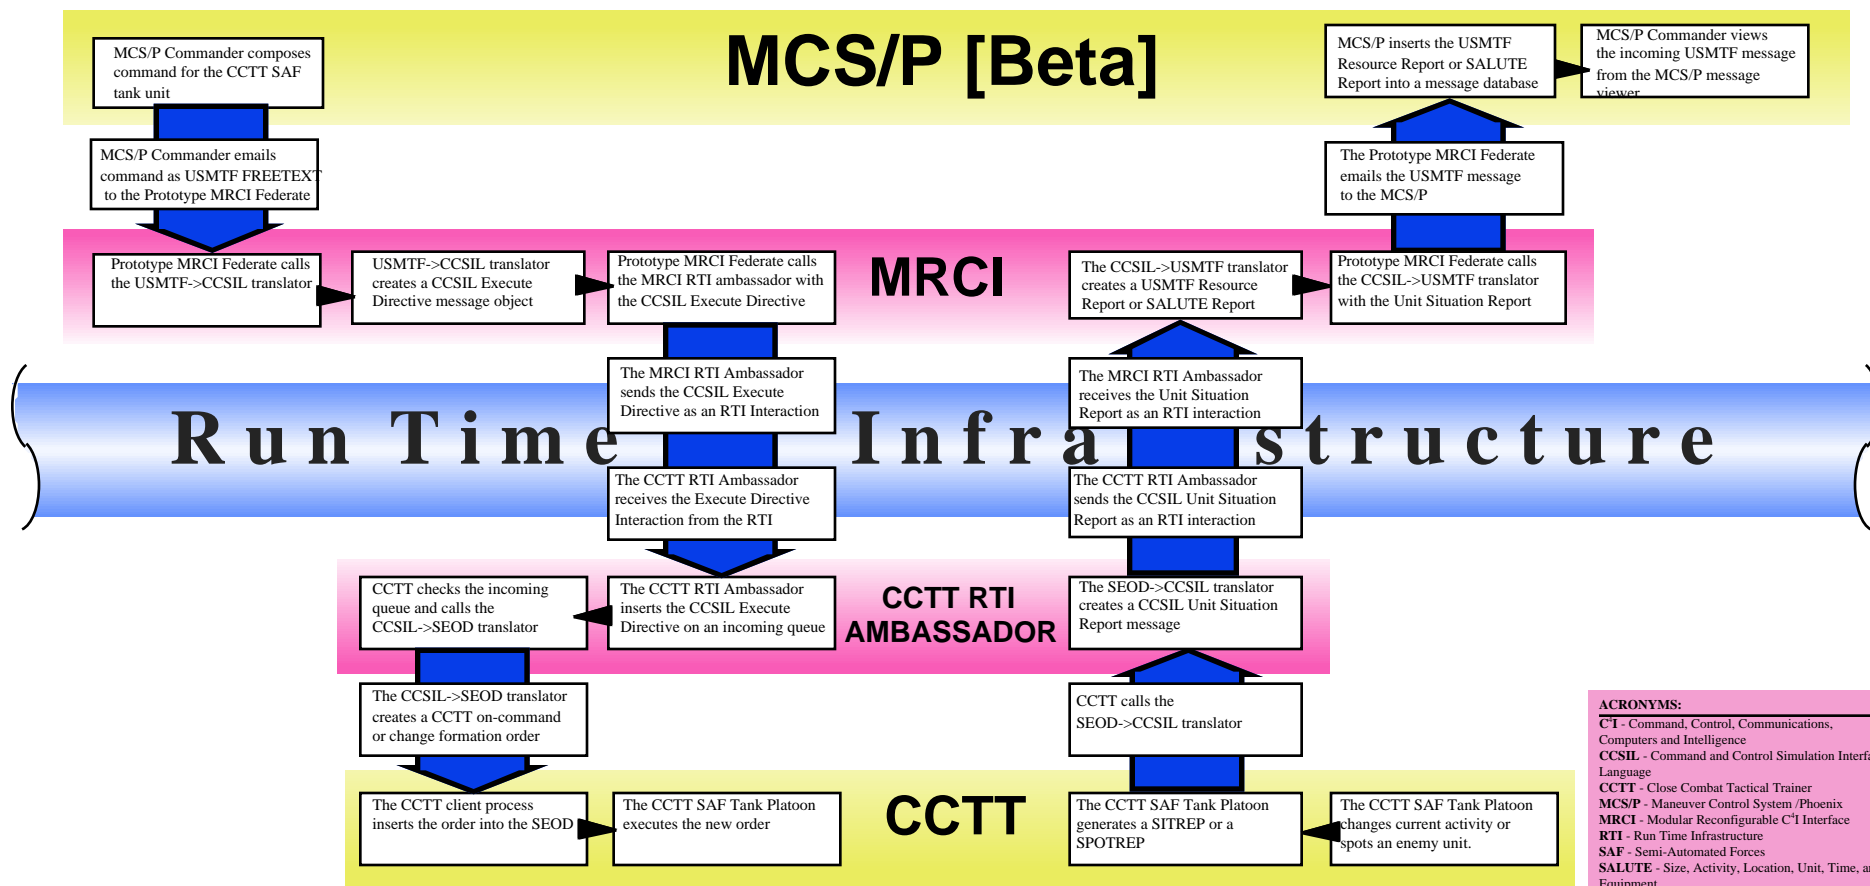 MCS/P [Beta]
MCS/P Commander composes
command for the CCTT SAF
tank unit
MCS/P inserts the USMTF
Resource Report or SALUTE
Report into a message database
MCS/P Commander views
the incoming USMTF message
from the MCS/P message
viewer
MCS/P Commander emails
command as USMTF FREETEXT
to the Prototype MRCI Federate
The Prototype MRCI Federate
emails the USMTF message
to the MCS/P
MRCI
Prototype MRCI Federate calls
the USMTF->CCSIL translator
USMTF->CCSIL translator
creates a CCSIL Execute
Directive message object
Prototype MRCI Federate calls
the MRCI RTI ambassador with
the CCSIL Execute Directive
The CCSIL->USMTF translator
creates a USMTF Resource
Report or SALUTE Report
Prototype MRCI Federate calls
the CCSIL->USMTF translator
with the Unit Situation Report
The MRCI RTI Ambassador
sends the CCSIL Execute
Directive as an RTI Interaction
The MRCI RTI Ambassador
receives the Unit Situation
Report as an RTI interaction
Run Time Infra structure
The CCTT RTI Ambassador
receives the Execute Directive
Interaction from the RTI
The CCTT RTI Ambassador
sends the CCSIL Unit Situation
Report as an RTI interaction
CCTT RTI
AMBASSADOR
CCTT checks the incoming
queue and calls the
CCSIL->SEOD translator
The CCTT RTI Ambassador
inserts the CCSIL Execute
Directive on an incoming queue
The SEOD->CCSIL translator
creates a CCSIL Unit Situation
Report message
The CCSIL->SEOD translator
creates a CCTT on-command
or change formation order
CCTT calls the
SEOD->CCSIL translator
CCTT
The CCTT client process
inserts the order into the SEOD
The CCTT SAF Tank Platoon
executes the new order
The CCTT SAF Tank Platoon
generates a SITREP or a
SPOTREP
The CCTT SAF Tank Platoon
changes current activity or
spots an enemy unit.
ACRONYMS:
C⁴I - Command, Control, Communications,
Computers and Intelligence
CCSIL - Command and Control Simulation Interfa
Language
CCTT - Close Combat Tactical Trainer
MCS/P - Maneuver Control System /Phoenix
MRCI - Modular Reconfigurable C⁴I Interface
RTI - Run Time Infrastructure
SAF - Semi-Automated Forces
SALUTE - Size, Activity, Location, Unit, Time, a
Equipment